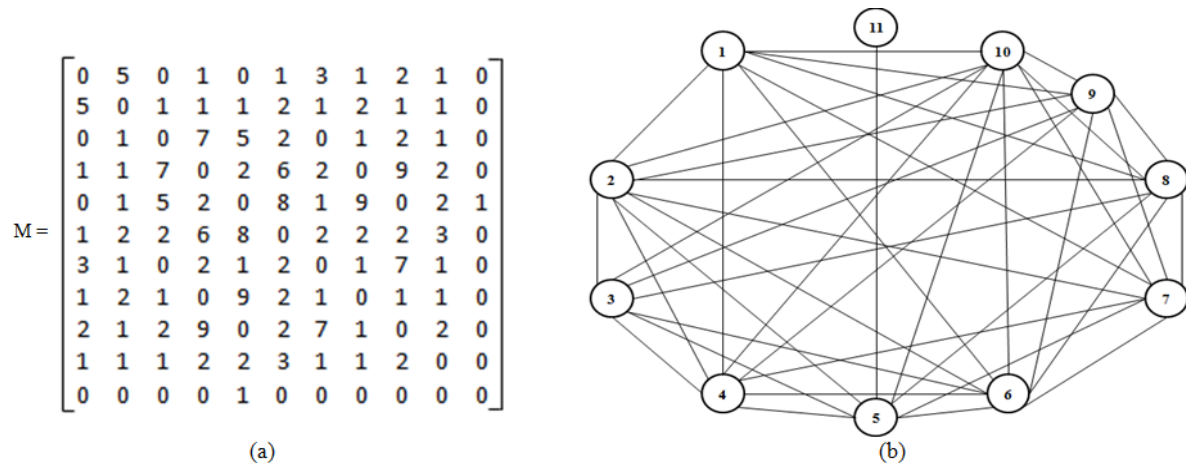 M =
0 5 0 1 0 1 3 1 2 1 0
5 0 1 1 1 2 1 2 1 1 0
0 1 0 7 5 2 0 1 2 1 0
1 1 7 0 2 6 2 0 9 2 0
0 1 5 2 0 8 1 9 0 2 1
1 2 2 6 8 0 2 2 2 3 0
3 1 0 2 1 2 0 1 7 1 0
1 2 1 0 9 2 1 0 1 1 0
2 1 2 9 0 2 7 1 0 2 0
1 1 1 2 2 3 1 1 2 0 0
0 0 0 0 1 0 0 0 0 0 0
(a)
11
1
10
9
2
8
3
7
4
6
5
(b)